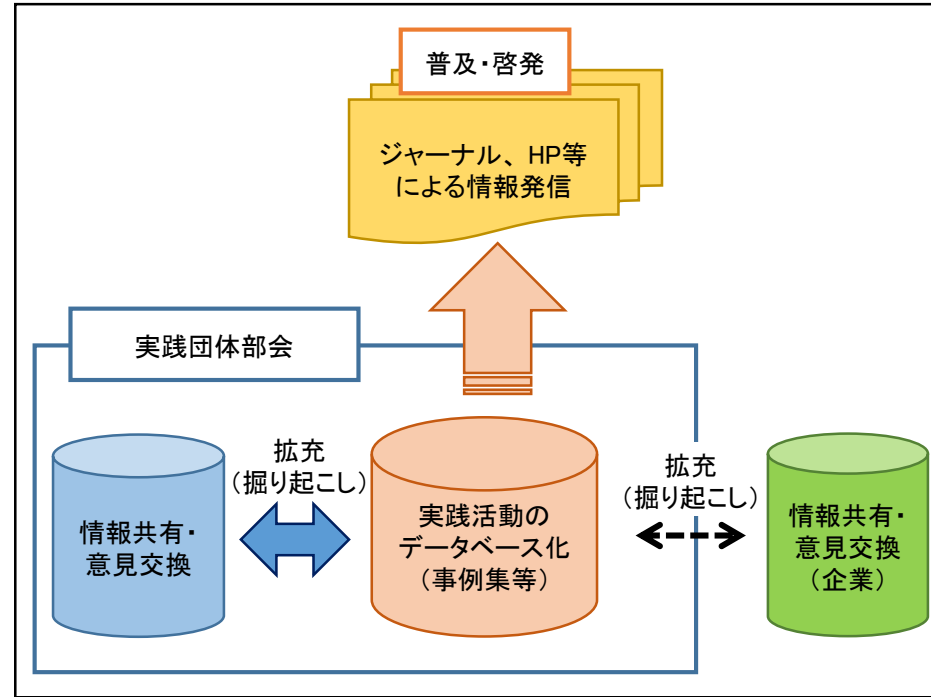 普及・啓発
ジャーナル、HP等
による情報発信
実践団体部会
情報共有・
意見交換
拡充
（掘り起こし）
実践活動の
データベース化
（事例集等）
拡充
（掘り起こし）
情報共有・
意見交換
（企業）